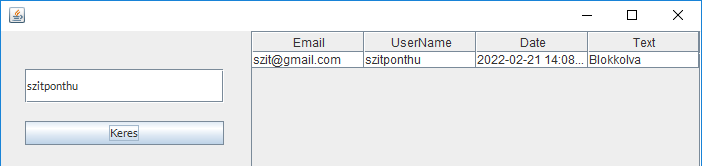 Email UserName Date Text
szit@gmail.com szitponthu 2022-02-21 14:08... Blokkolva
szitponthu
Keres